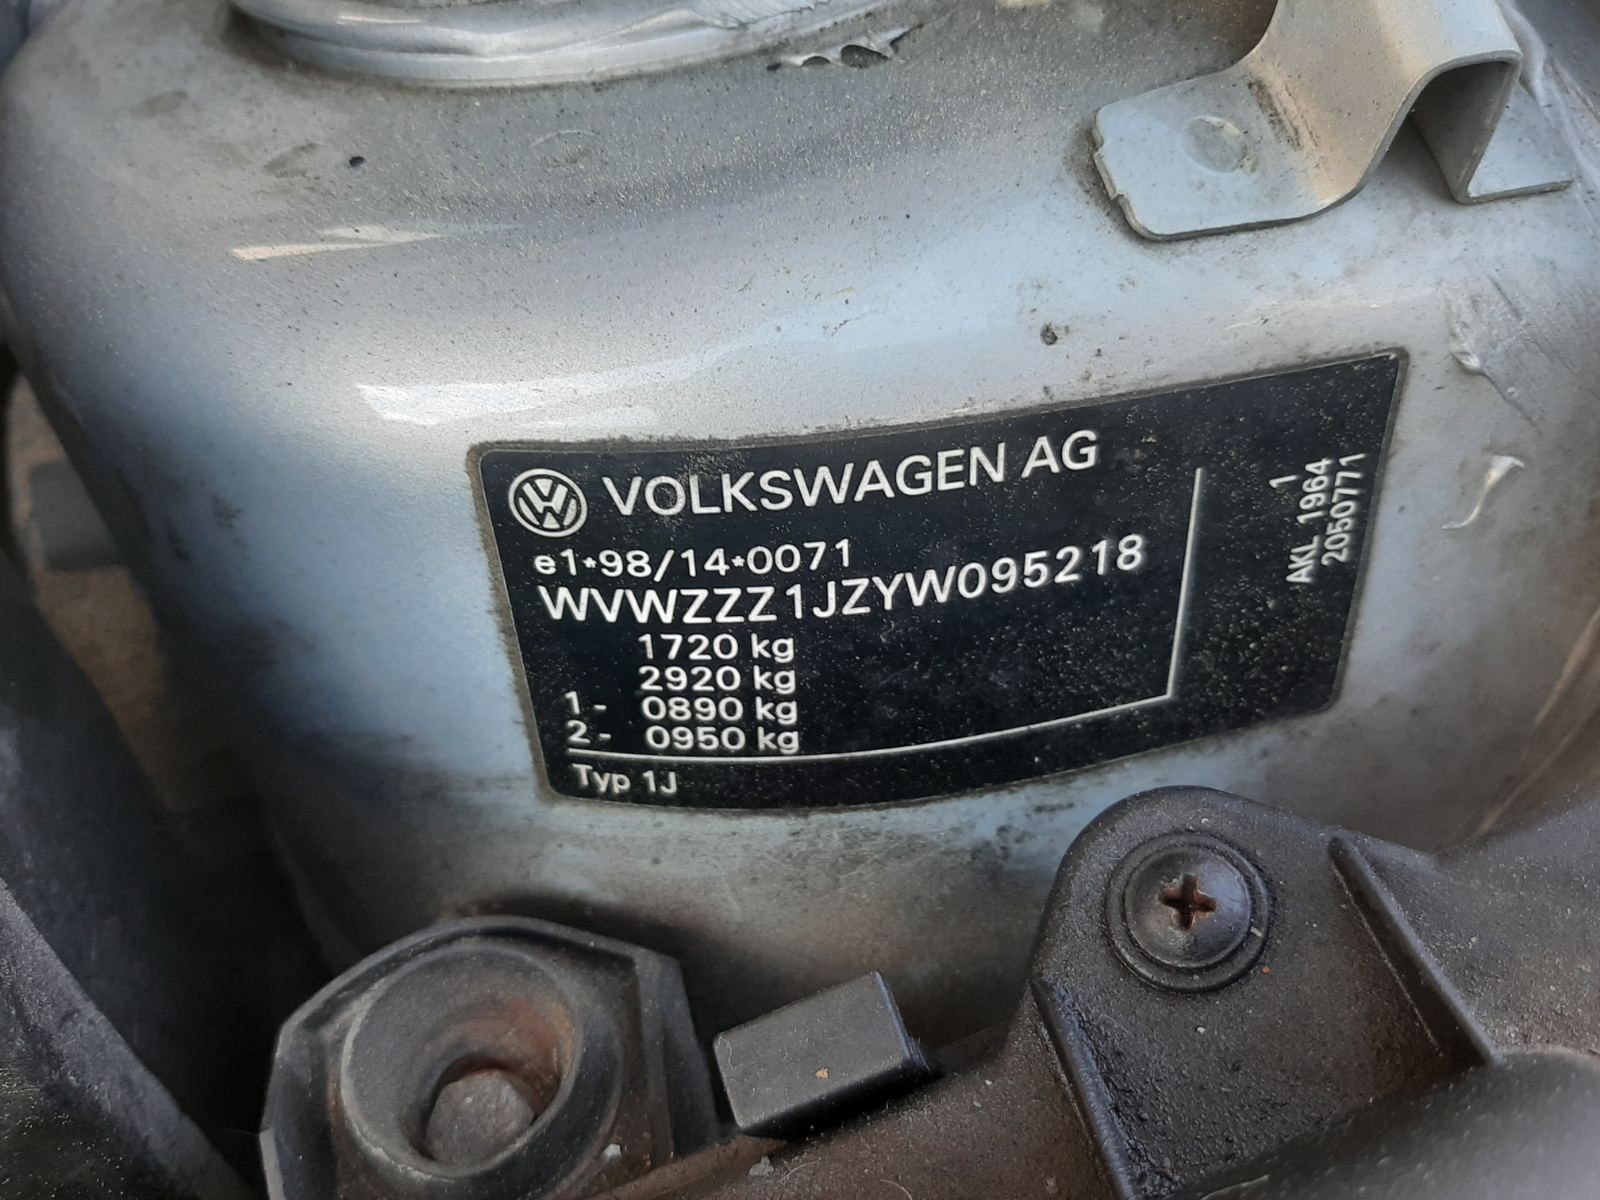 VOLKSWAGEN AG
e1*98/14*0071
WVWZZZ1JZYW095218
1720 kg
2920 kg
1- 0890 kg
2- 0950 kg
Typ 1J
1
AKL 1964
2050771